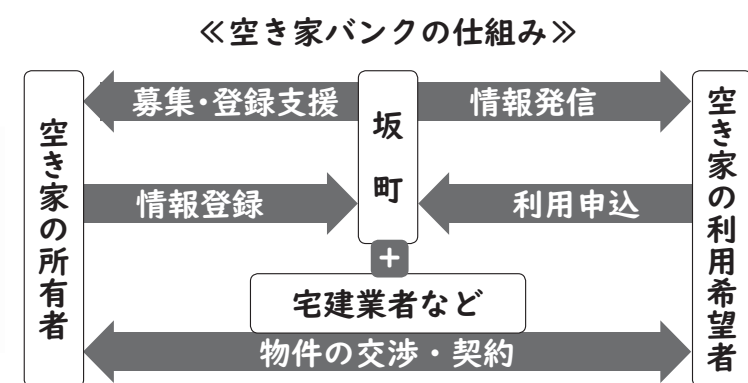 ≪空き家バンクの仕組み≫
空き家の所有者
募集・登録支援
坂町
情報発信
空き家の利用希望者
情報登録
利用申込
+
宅建業者など
物件の交渉・契約